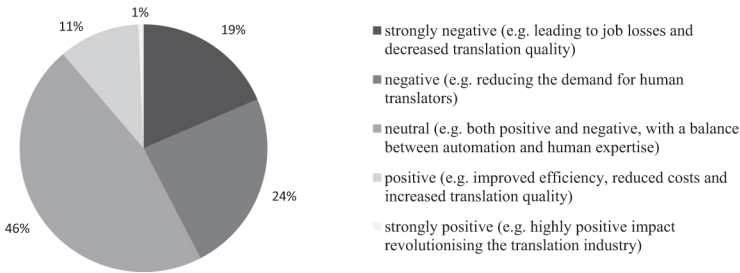 1%
11%
19%
24%
46%
strongly negative (e.g. leading to job losses and
decreased translation quality)
negative (e.g. reducing the demand for human
translators)
neutral (e.g. both positive and negative, with a balance
between automation and human expertise)
positive (e.g. improved efficiency, reduced costs and
increased translation quality)
strongly positive (e.g. highly positive impact
revolutionising the translation industry)